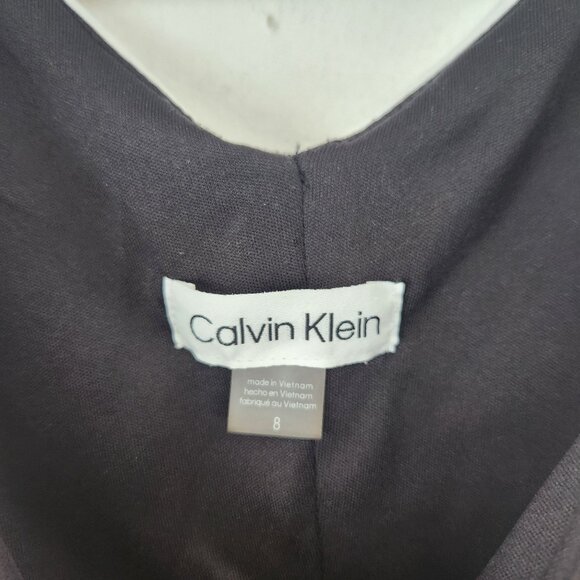 Calvin Klein
made in Vietnam
hecho en Vietnam
fabriqué au Vietnam
8